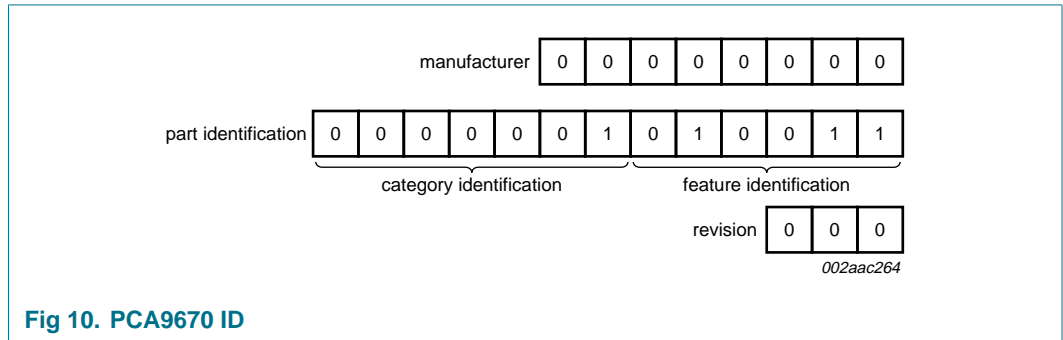 manufacturer 0 0 0 0 0 0 0 0
part identification 0 0 0 0 0 0 1 0 1 0 0 1 1
category identification feature identification
revision 0 0 0
002aac264
Fig 10. PCA9670 ID